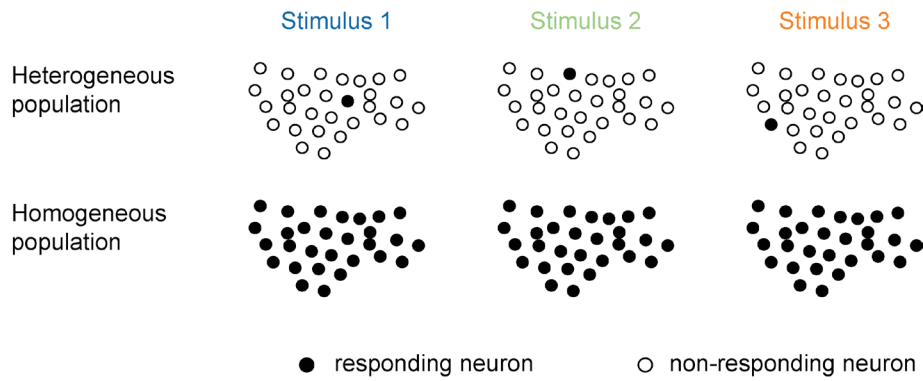 Stimulus 1
Stimulus 2
Stimulus 3
Heterogeneous
population
Homogeneous
population
responding neuron
non-responding neuron